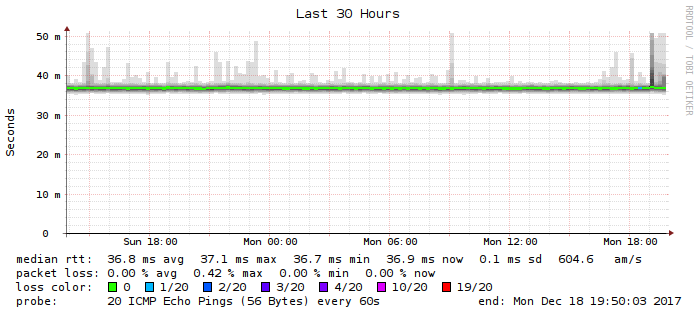 Last 30 Hours
RRDTOOL / TOBI OETIKER
Seconds
50 m
40 m
30 m
20 m
10 m
0
Sun 18:00 Mon 00:00 Mon 06:00 Mon 12:00 Mon 18:00
median rtt: 36.8 ms avg 37.1 ms max 36.7 ms min 36.9 ms now 0.1 ms sd 604.6 am/s
packet loss: 0.00 % avg 0.42 % max 0.00 % min 0.00 % now
loss color: 0 1/20 2/20 3/20 4/20 10/20 19/20
probe: 20 ICMP Echo Pings (56 Bytes) every 60s end: Mon Dec 18 19:50:03 2017